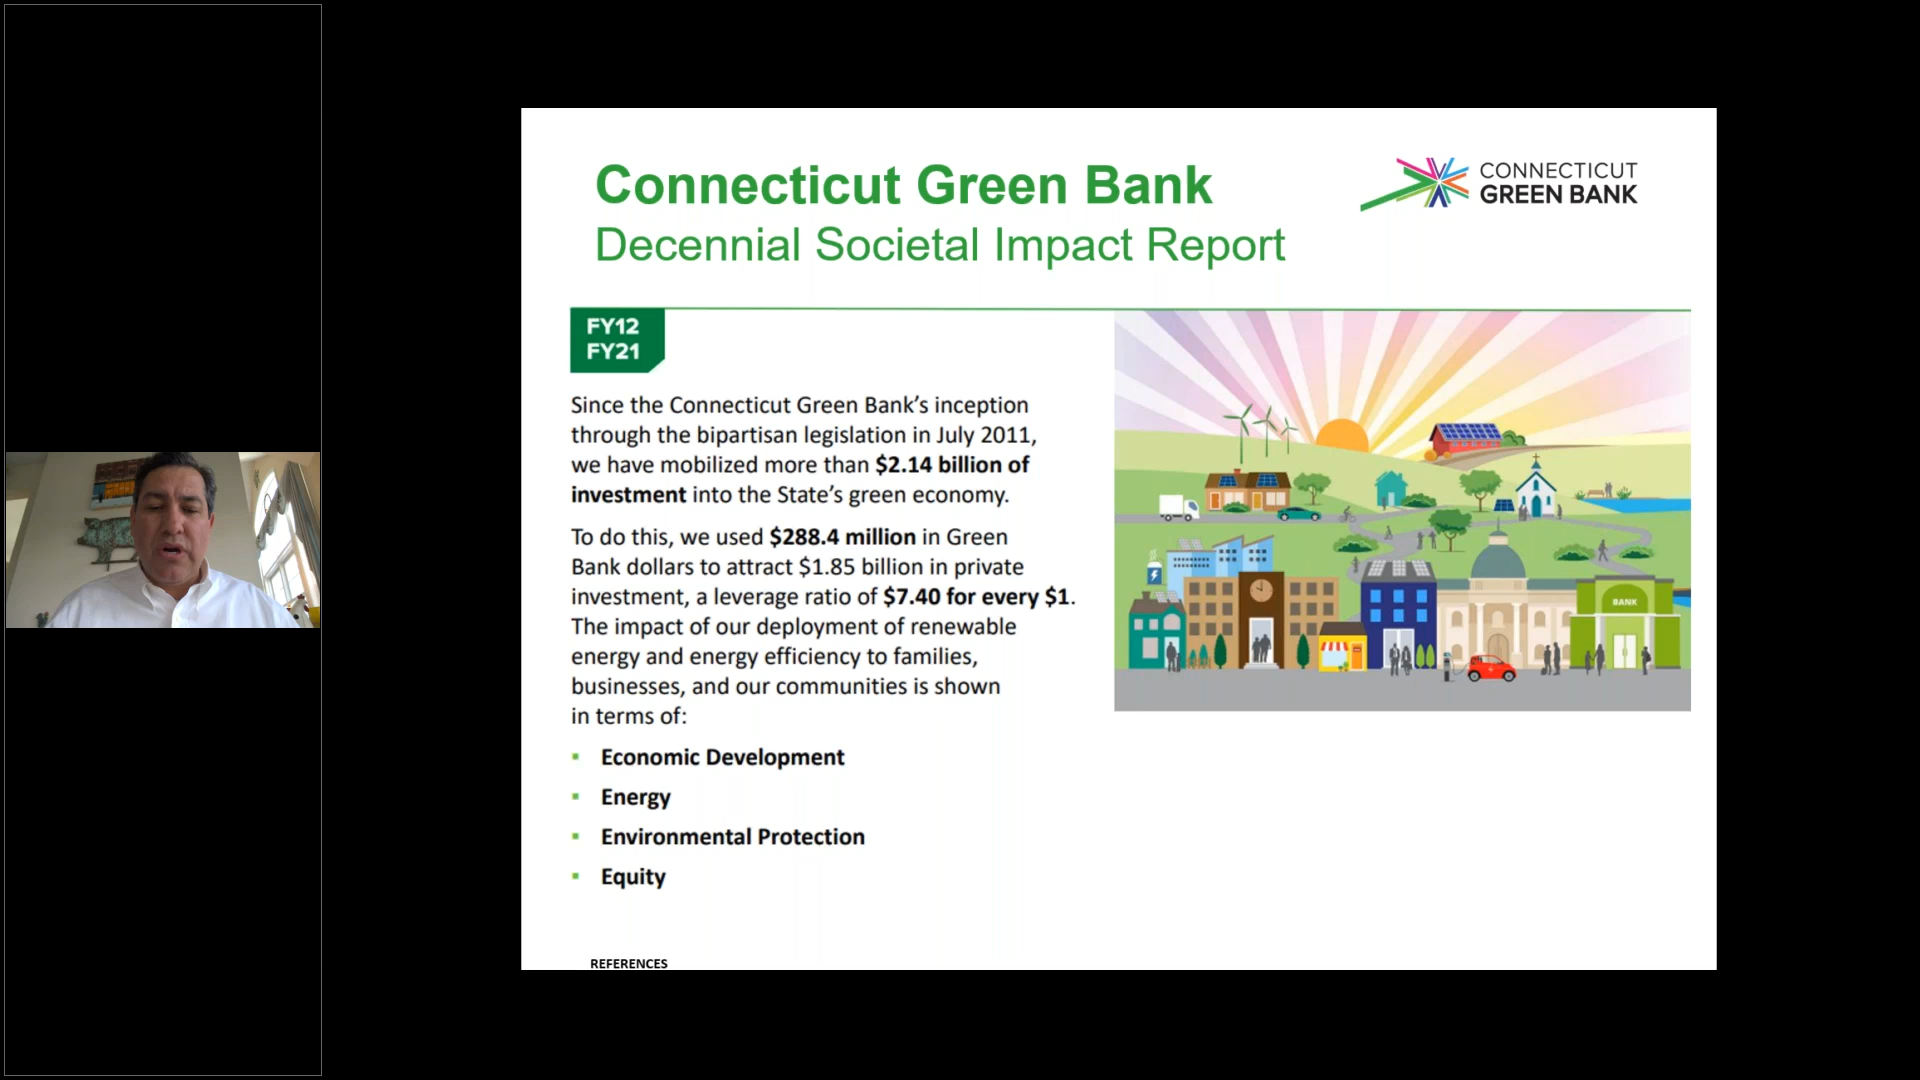 Connecticut Green Bank
Decennial Societal Impact Report
CONNECTICUT
GREEN BANK
FY12
FY21
Since the Connecticut Green Bank’s inception
through the bipartisan legislation in July 2011,
we have mobilized more than $2.14 billion of
investment into the State’s green economy.
To do this, we used $288.4 million in Green
Bank dollars to attract $1.85 billion in private
investment, a leverage ratio of $7.40 for every $1.
The impact of our deployment of renewable
energy and energy efficiency to families,
businesses, and our communities is shown
in terms of:
▪ Economic Development
▪ Energy
▪ Environmental Protection
▪ Equity
BANK
REFERENCES